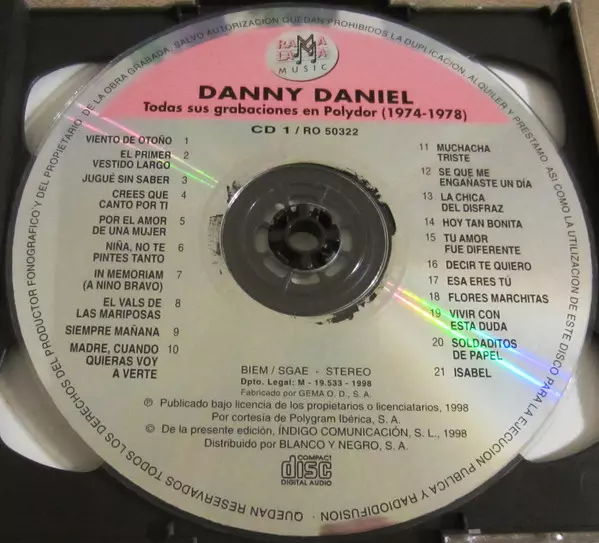 RAMA
LAMA
MUSIC
DANNY DANIEL
Todas sus grabaciones en Polydor (1974-1978)
CD 1 / RO 50322
VIENTO DE OTOÑO 1
EL PRIMER 2
VESTIDO LARGO
JUGUÉ SIN SABER 3
CREES QUE 4
CANTO POR TI
POR EL AMOR 5
DE UNA MUJER
NIÑA, NO TE 6
PINTES TANTO
IN MEMORIAM 7
(A NINO BRAVO)
EL VALS DE 8
LAS MARIPOSAS
SIEMPRE MAÑANA 9
MADRE, CUANDO 10
QUIERAS VOY
A VERTE
11 MUCHACHA
TRISTE
12 SE QUE ME
ENGAÑASTE UN DÍA
13 LA CHICA
DEL DISFRAZ
14 HOY TAN BONITA
15 TU AMOR
FUE DIFERENTE
16 DECIR TE QUIERO
17 ESA ERES TÚ
18 FLORES MARCHITAS
19 VIVIR CON
ESTA DUDA
20 SOLDADITOS
DE PAPEL
21 ISABEL
BIEM / SGAE · STEREO
Dpto. Legal: M - 19.533 - 1998
Fabricado por GEMA O. D., S. A.
℗ Publicado bajo licencia de los propietarios o licenciatarios, 1998
Por cortesía de Polygram Ibérica, S. A.
© De la presente edición, ÍNDIGO COMUNICACIÓN, S. L., 1998
Distribuido por BLANCO Y NEGRO, S. A.
COMPACT
disc
DIGITAL AUDIO
QUEDAN RESERVADOS TODOS LOS DERECHOS DEL PRODUCTOR FONOGRAFICO Y DEL PROPIETARIO DE LA OBRA GRABADA. SALVO AUTORIZACION QUEDAN PROHIBIDOS LA DUPLICACION, ALQUILER Y PRESTAMO, ASI COMO LA UTILIZACION DE ESTE DISCO PARA LA EJECUCION PUBLICA Y RADIODIFUSION